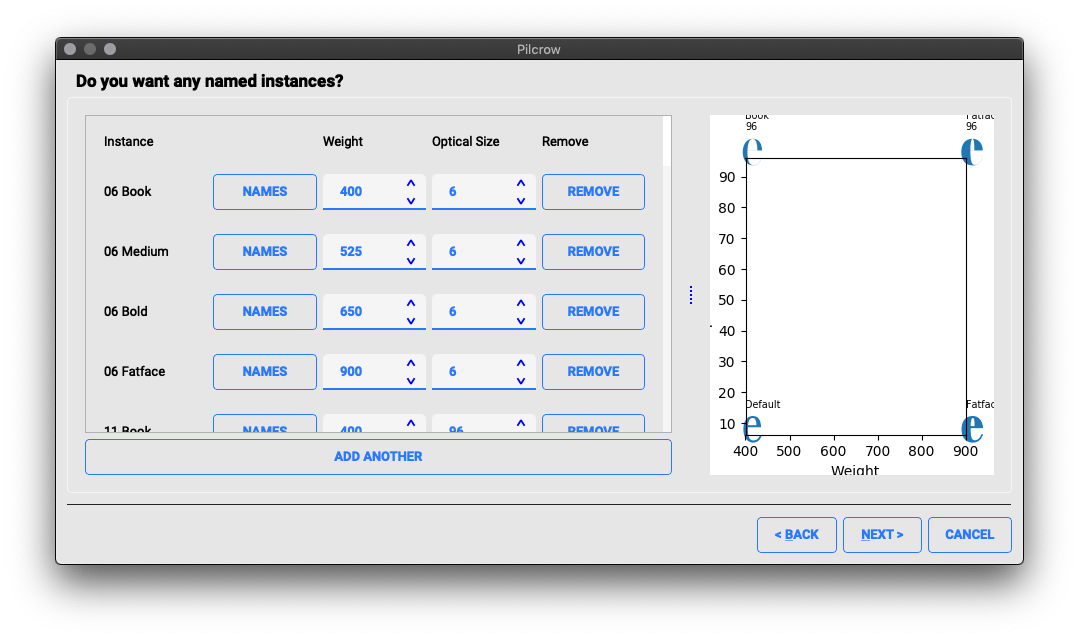 Pilcrow
Do you want any named instances?
Instance Weight Optical Size Remove
06 Book NAMES 400 6 REMOVE
06 Medium NAMES 525 6 REMOVE
06 Bold NAMES 650 6 REMOVE
06 Fatface NAMES 900 6 REMOVE
11 Book NAMES 400 96 REMOVE
ADD ANOTHER
Book Fatfac
96 96
e e
90
80
70
60
50
40
30
20
Default Fatfac
10
e e
400 500 600 700 800 900
Weight
< BACK NEXT > CANCEL